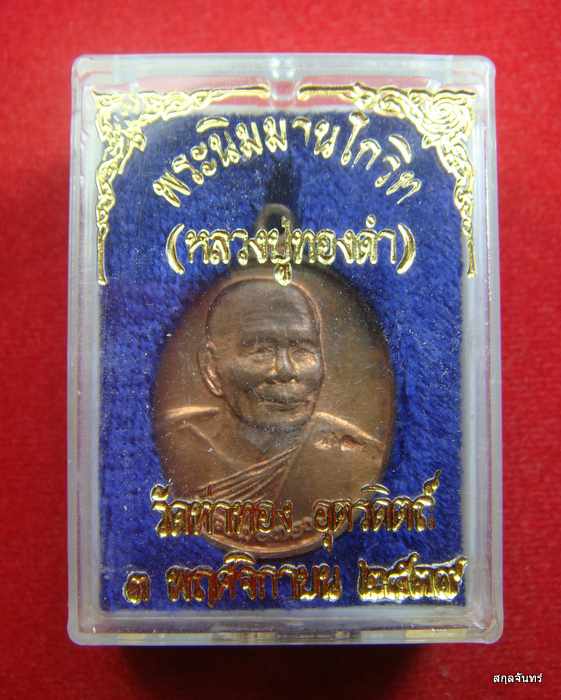 พระนิมมานโกวิท
(หลวงปู่ทองดำ)
วัดท่าทอง อุตรดิตถ์
๓ พฤศจิกายน ๒๕๓๙
สกุลจันทร์